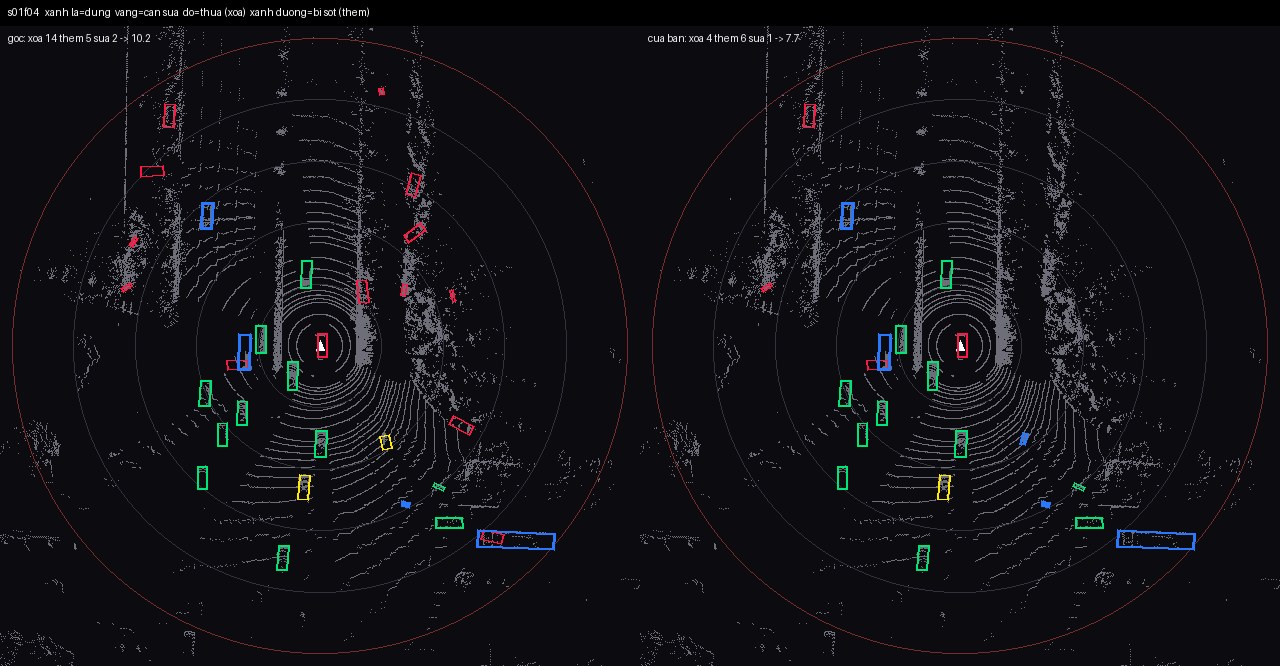 s01f04 xanh la=dung vang=can sua do=thua (xoa) xanh duong=bi sot (them)
goc: xoa 14 them 5 sua 2 -> 10.2
cua ban: xoa 4 them 6 sua 1 -> 7.7